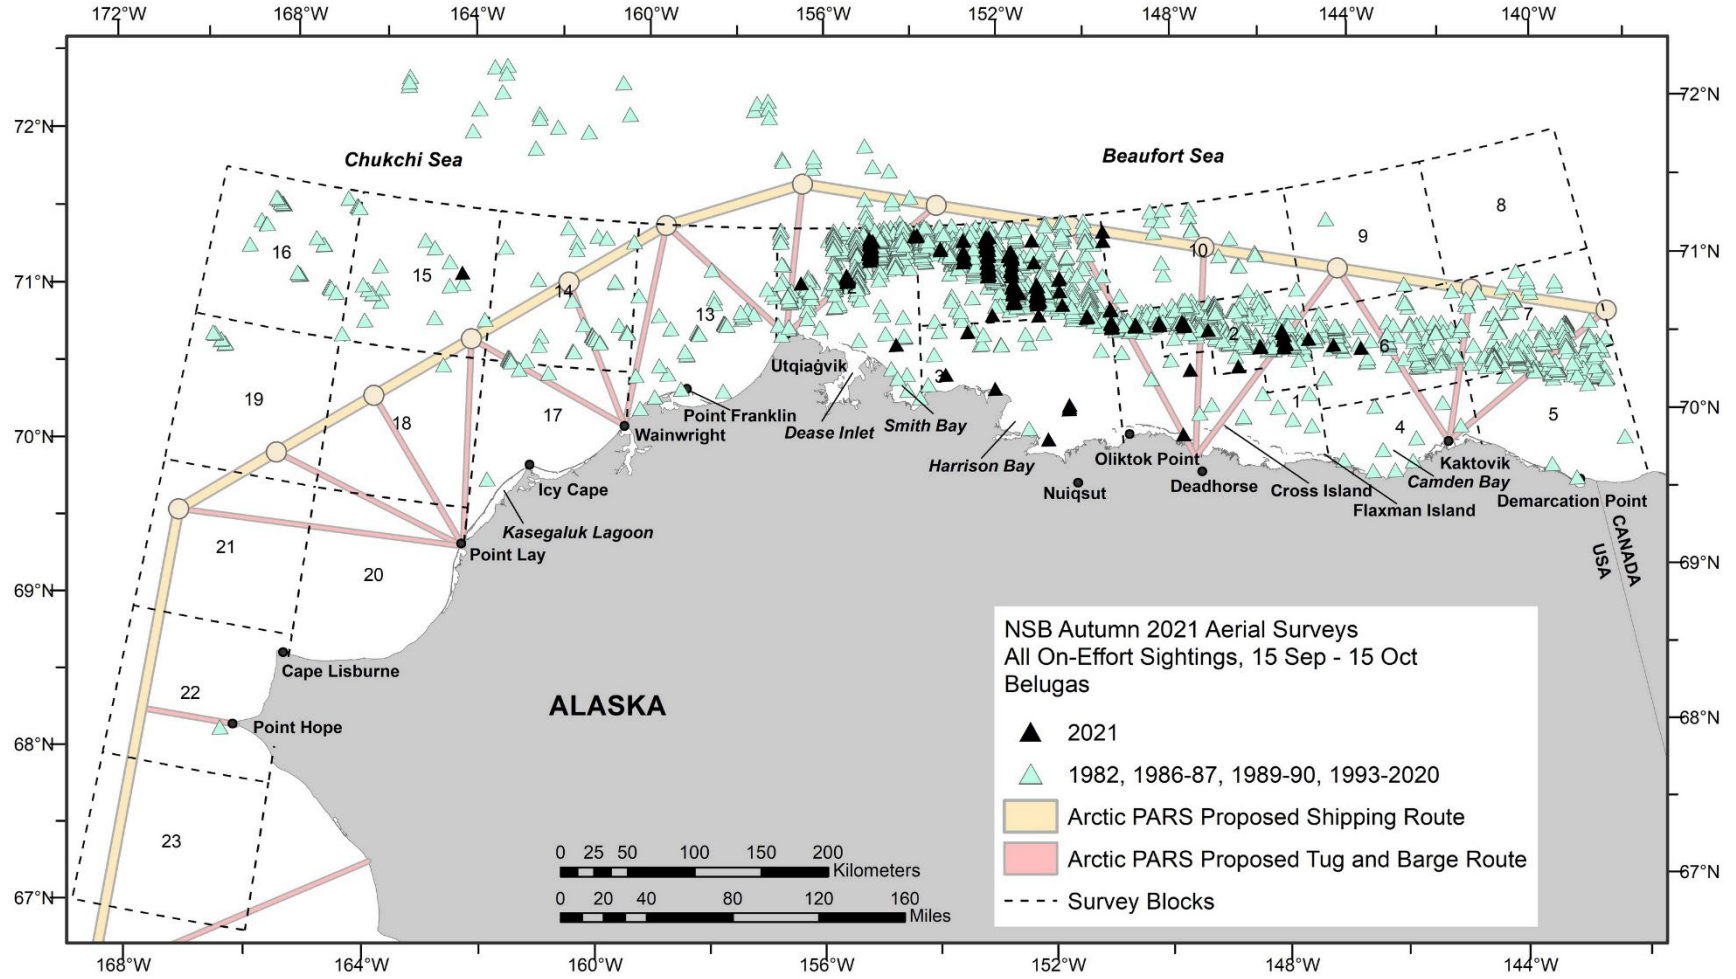 172°W 168°W 164°W 160°W 156°W 152°W 148°W 144°W 140°W
72°N
72°N
Chukchi Sea
Beaufort Sea
8
9
16
15
10
71°N
71°N
14
12
13
7
2
6
Utqiaġvik
3
19
18
17
Point Franklin
Dease Inlet
Smith Bay
1
4
5
70°N
70°N
Wainwright
Harrison Bay
Oliktok Point
Kaktovik
Camden Bay
Icy Cape
Nuiqsut
Deadhorse
Cross Island
Flaxman Island
Demarcation Point
Kasegaluk Lagoon
21
Point Lay
20
CANADA
USA
69°N
69°N
Cape Lisburne
22
Point Hope
ALASKA
68°N
68°N
23
67°N
67°N
NSB Autumn 2021 Aerial Surveys
All On-Effort Sightings, 15 Sep - 15 Oct
Belugas
2021
1982, 1986-87, 1989-90, 1993-2020
Arctic PARS Proposed Shipping Route
Arctic PARS Proposed Tug and Barge Route
Survey Blocks
0 25 50 100 150 200
Kilometers
0 20 40 80 120 160
Miles
168°W 164°W 160°W 156°W 152°W 148°W 144°W 140°W